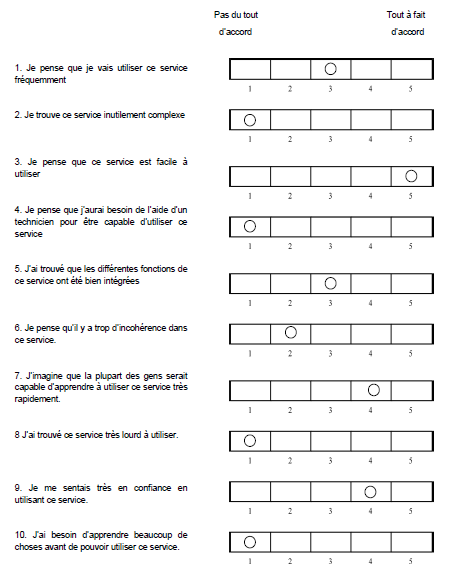 Pas du tout
d'accord
Tout à fait
d'accord
1. Je pense que je vais utiliser ce service
fréquemment
1 2 3 4 5
2. Je trouve ce service inutilement complexe
1 2 3 4 5
3. Je pense que ce service est facile à
utiliser
1 2 3 4 5
4. Je pense que j'aurai besoin de l'aide d'un
technicien pour être capable d'utiliser ce
service
1 2 3 4 5
5. J'ai trouvé que les différentes fonctions de
ce service ont été bien intégrées
1 2 3 4 5
6. Je pense qu'il y a trop d'incohérence dans
ce service.
1 2 3 4 5
7. J'imagine que la plupart des gens serait
capable d'apprendre à utiliser ce service très
rapidement.
1 2 3 4 5
8 J'ai trouvé ce service très lourd à utiliser.
1 2 3 4 5
9. Je me sentais très en confiance en
utilisant ce service.
1 2 3 4 5
10. J'ai besoin d'apprendre beaucoup de
choses avant de pouvoir utiliser ce service.
1 2 3 4 5